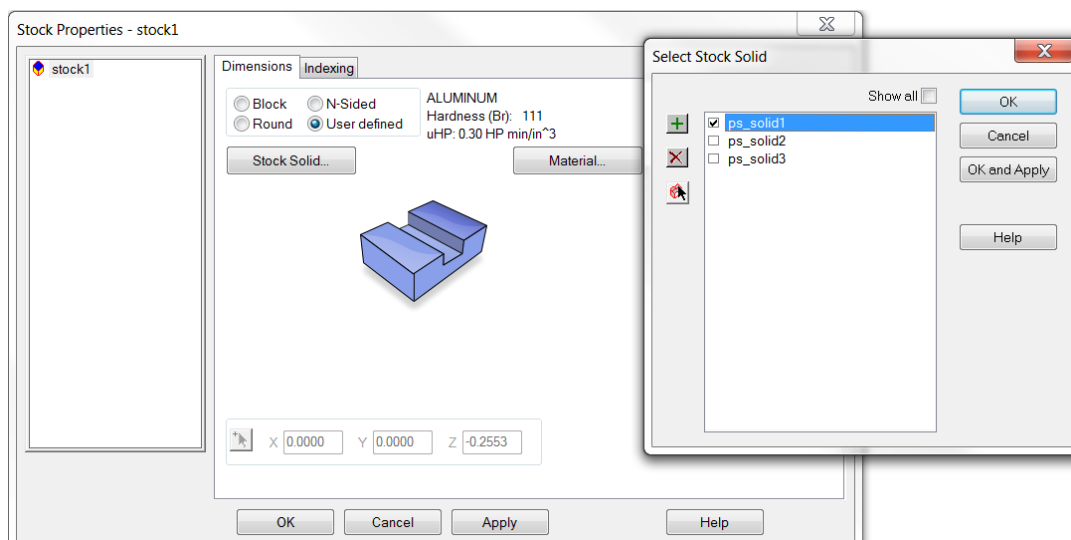 Stock Properties - stock1
stock1
Dimensions Indexing
Block N-Sided
Round User defined
ALUMINUM
Hardness (Br): 111
uHP: 0.30 HP min/in^3
Stock Solid...
Material...
X 0.0000 Y 0.0000 Z -0.2553
OK Cancel Apply Help
Select Stock Solid
Show all
ps_solid1
ps_solid2
ps_solid3
OK
Cancel
OK and Apply
Help